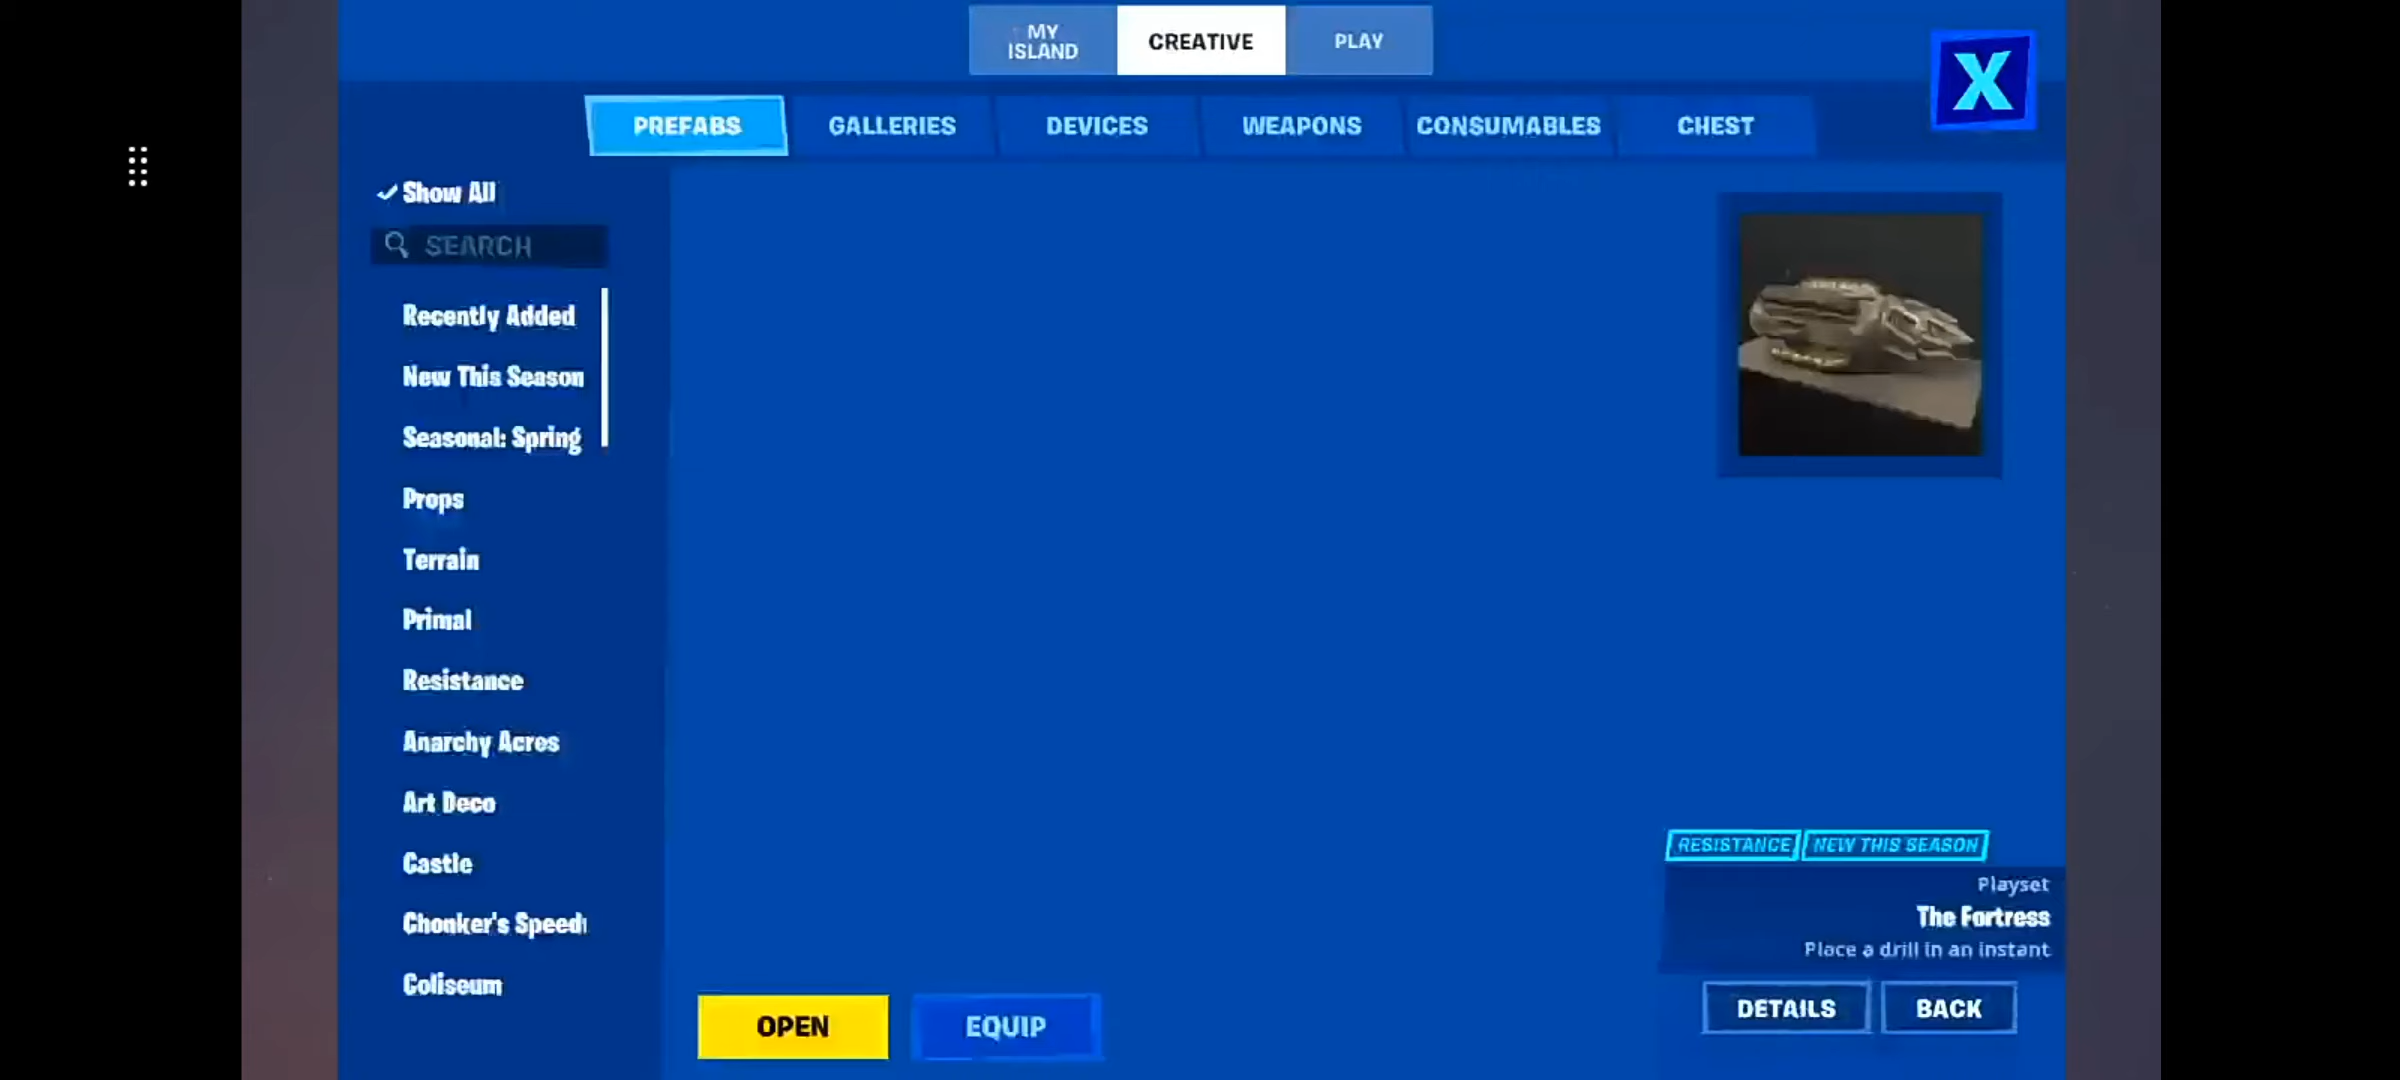 MY
ISLAND
CREATIVE
PLAY
X
PREFABS
GALLERIES
DEVICES
WEAPONS
CONSUMABLES
CHEST
Show All
SEARCH
Recently Added
New This Season
Seasonal: Spring
Props
Terrain
Primal
Resistance
Anarchy Acres
Art Deco
Castle
Chonker's Speed
Coliseum
RESISTANCE
NEW THIS SEASON
Playset
The Fortress
Place a drill in an instant
OPEN
EQUIP
DETAILS
BACK